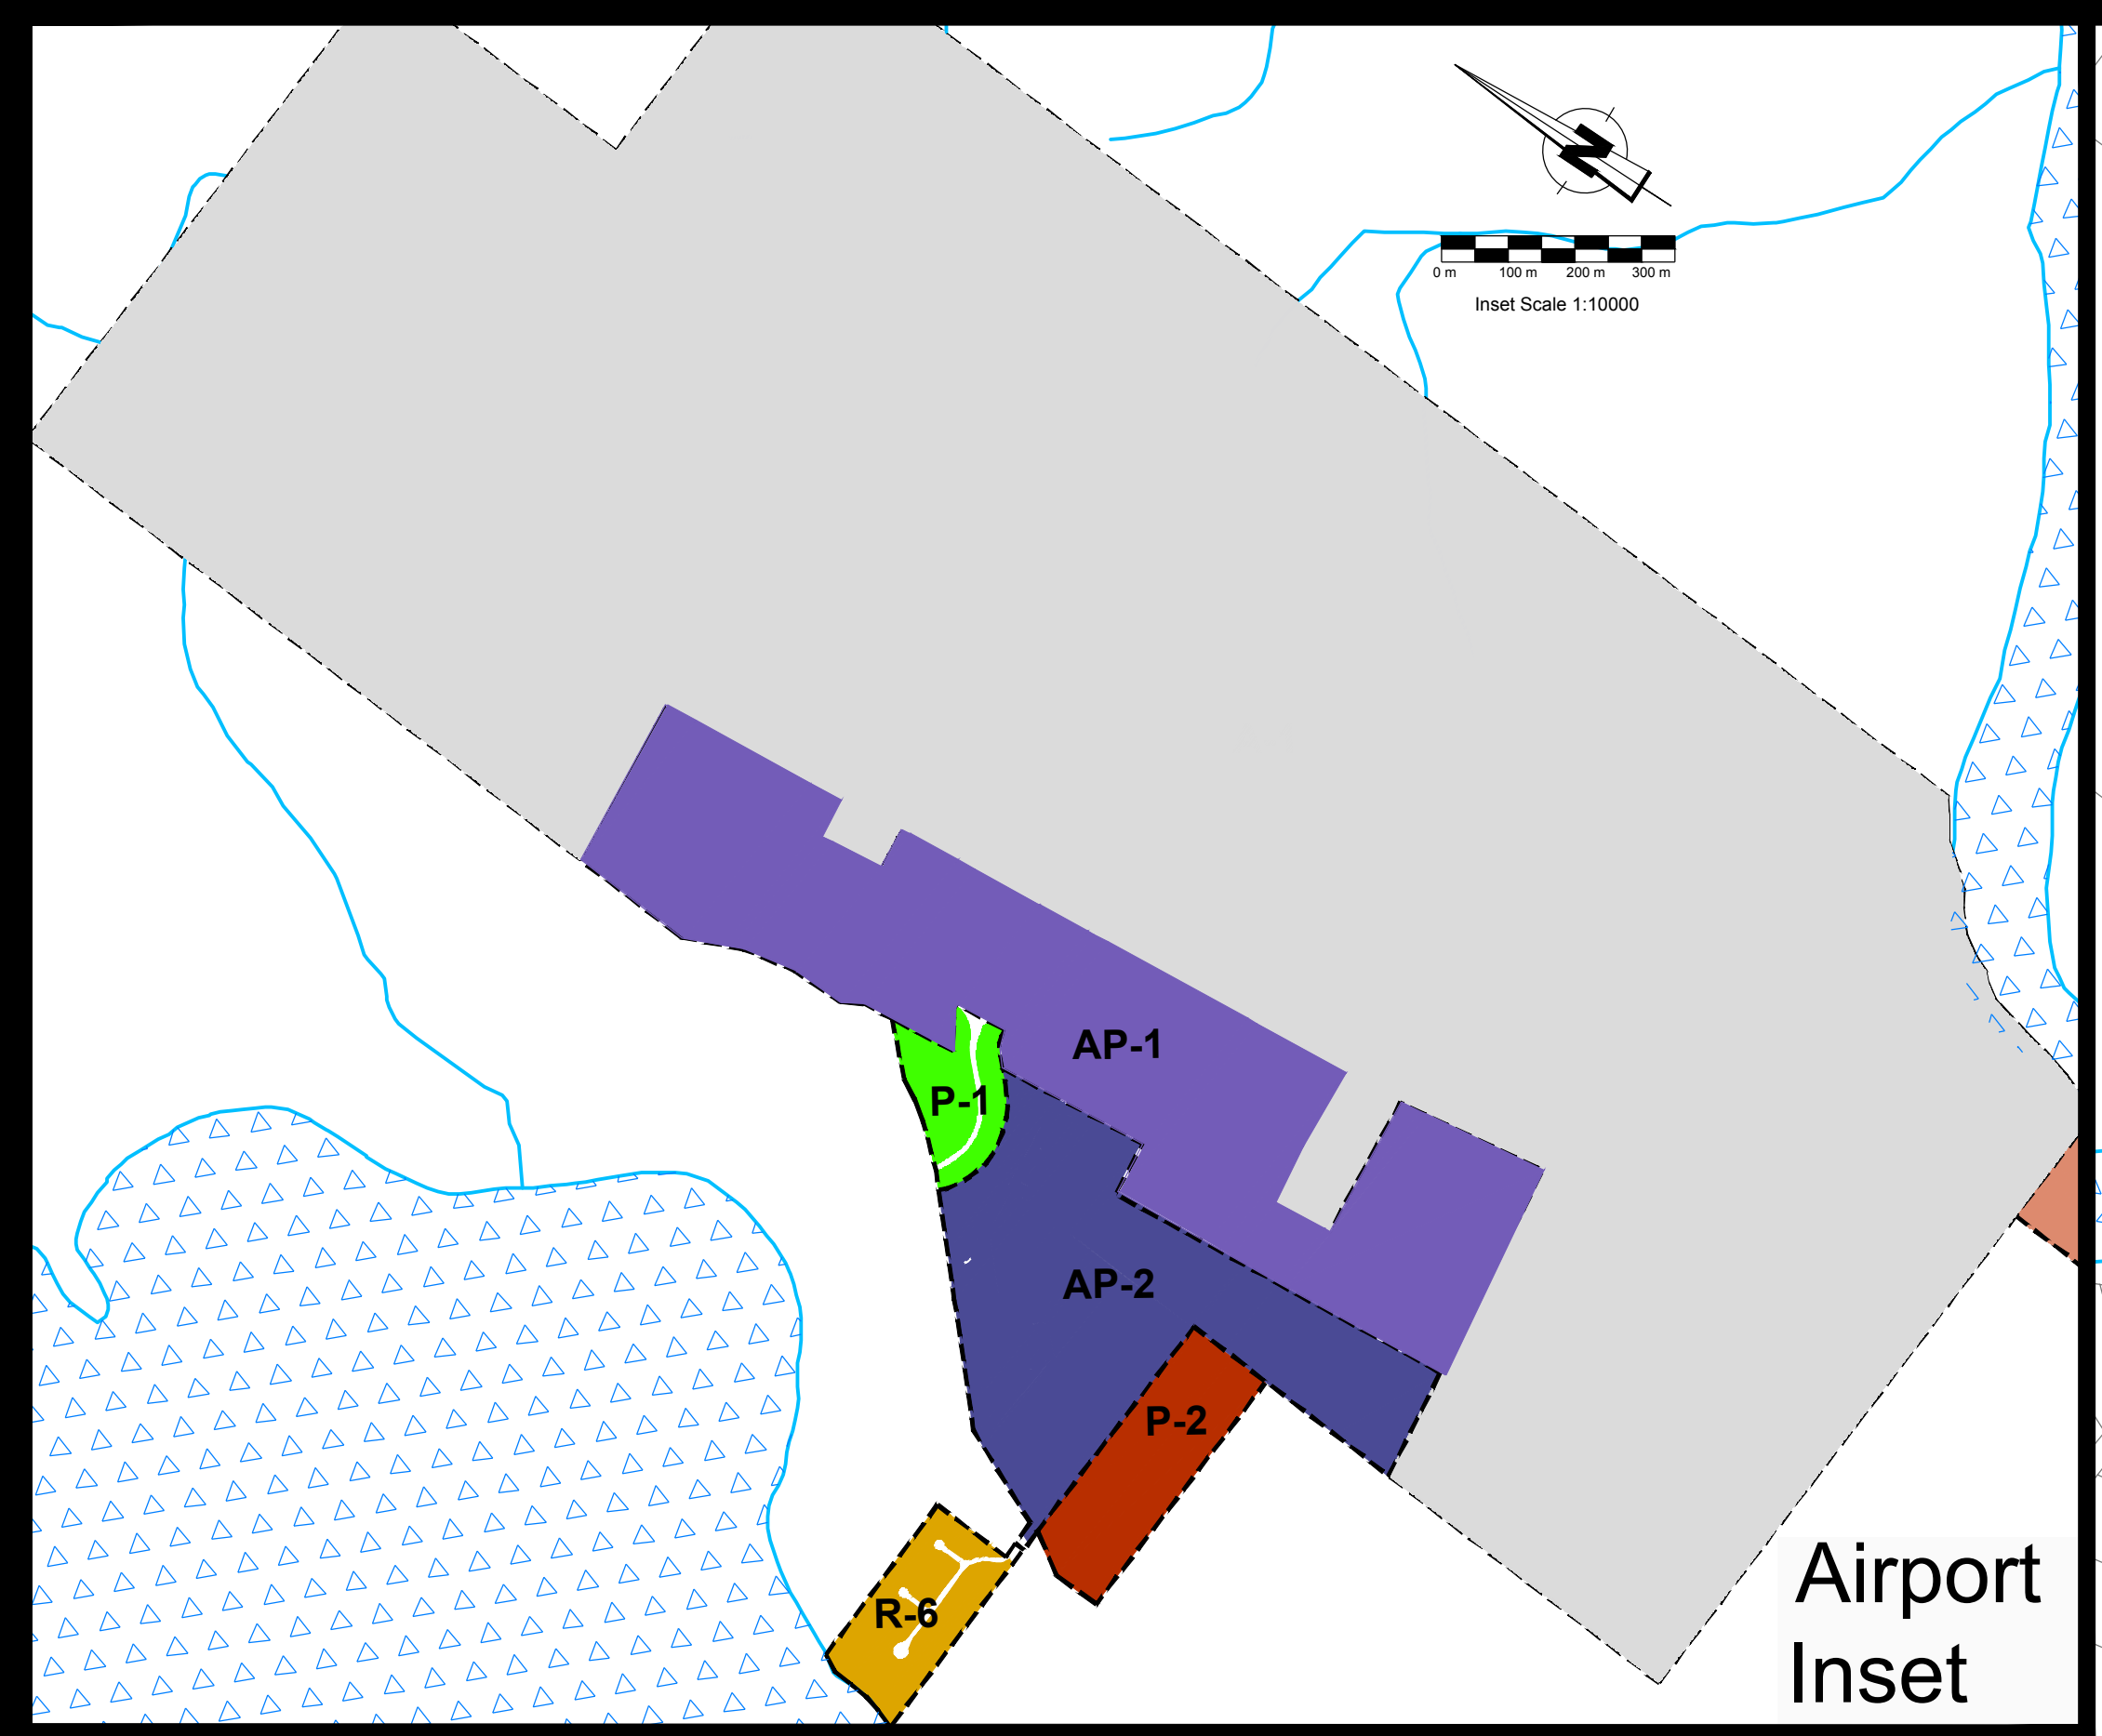 N
0 m 100 m 200 m 300 m
Inset Scale 1:10000
AP-1
P-1
AP-2
P-2
R-6
Airport
Inset